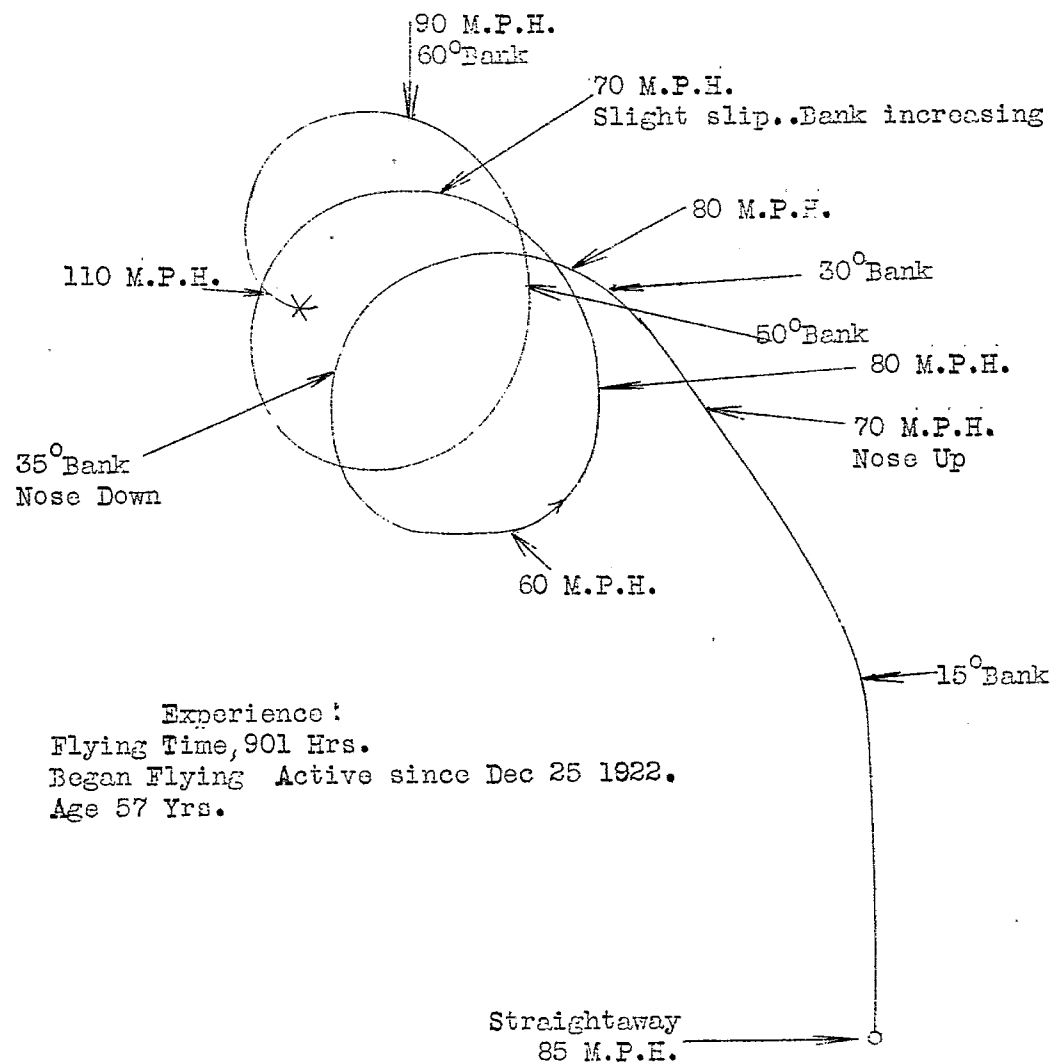 90 M.P.H.
60°Bank
70 M.P.H.
Slight slip..Bank increasing
80 M.P.H.
110 M.P.H.
30°Bank
50°Bank
80 M.P.H.
70 M.P.H.
Nose Up
35°Bank
Nose Down
60 M.P.H.
15°Bank
Experience:
Flying Time,901 Hrs.
Began Flying Active since Dec 25 1922.
Age 57 Yrs.
Straightaway
85 M.P.H.